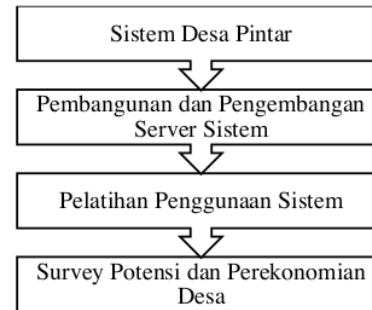 Sistem Desa Pintar
Pembangunan dan Pengembangan
Server Sistem
Pelatihan Penggunaan Sistem
Survey Potensi dan Perekonomian
Desa